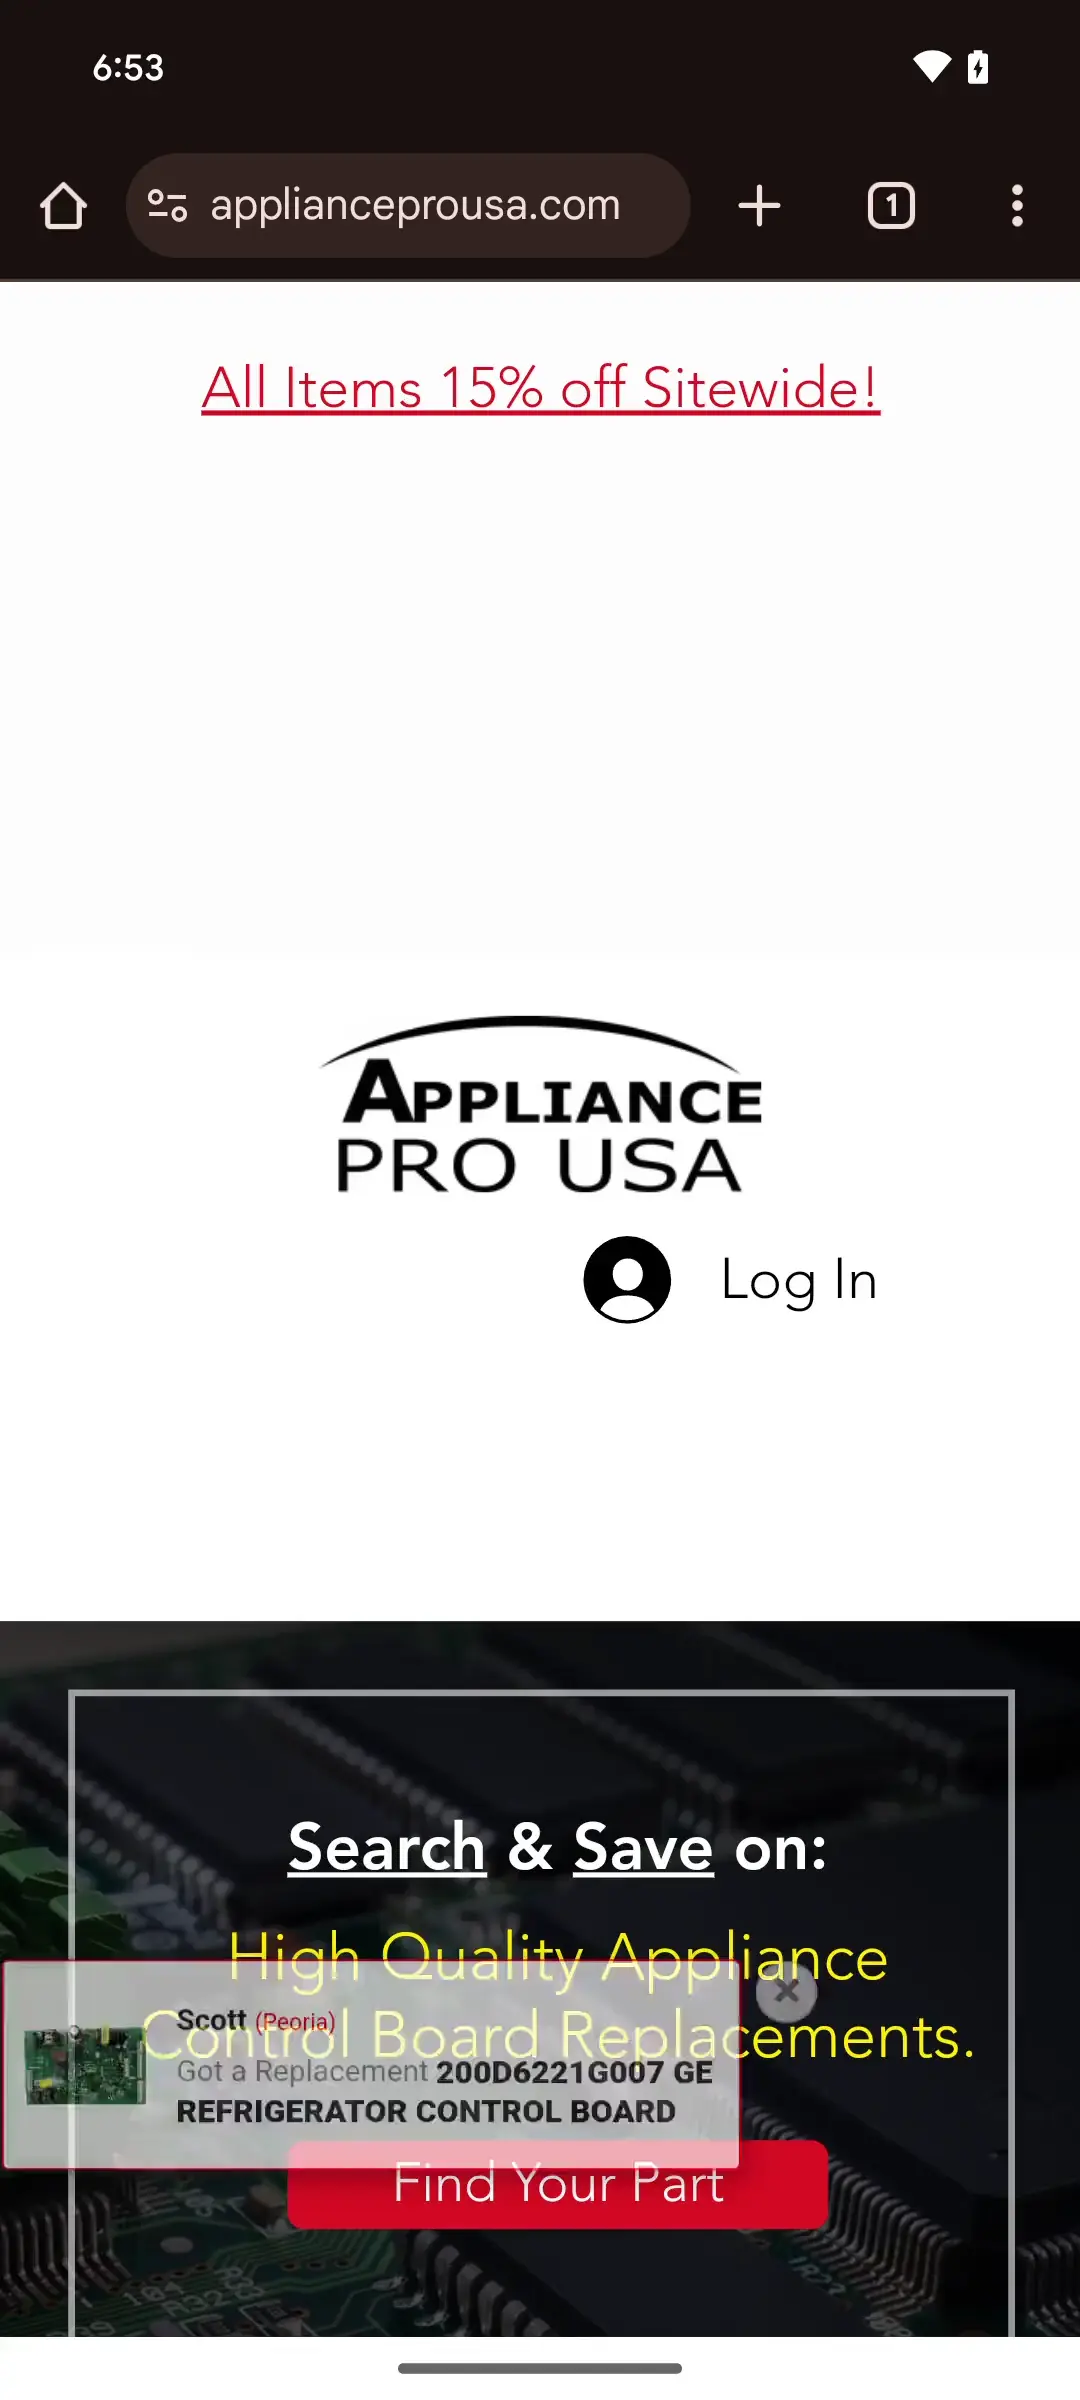 6:53
applianceprousa.com
1
All Items 15% off Sitewide!
APPLIANCE
PRO USA
Log In
Search & Save on:
High Quality Appliance
Control Board Replacements.
Scott (Peoria)
Got a Replacement 200D6221G007 GE
REFRIGERATOR CONTROL BOARD
Find Your Part